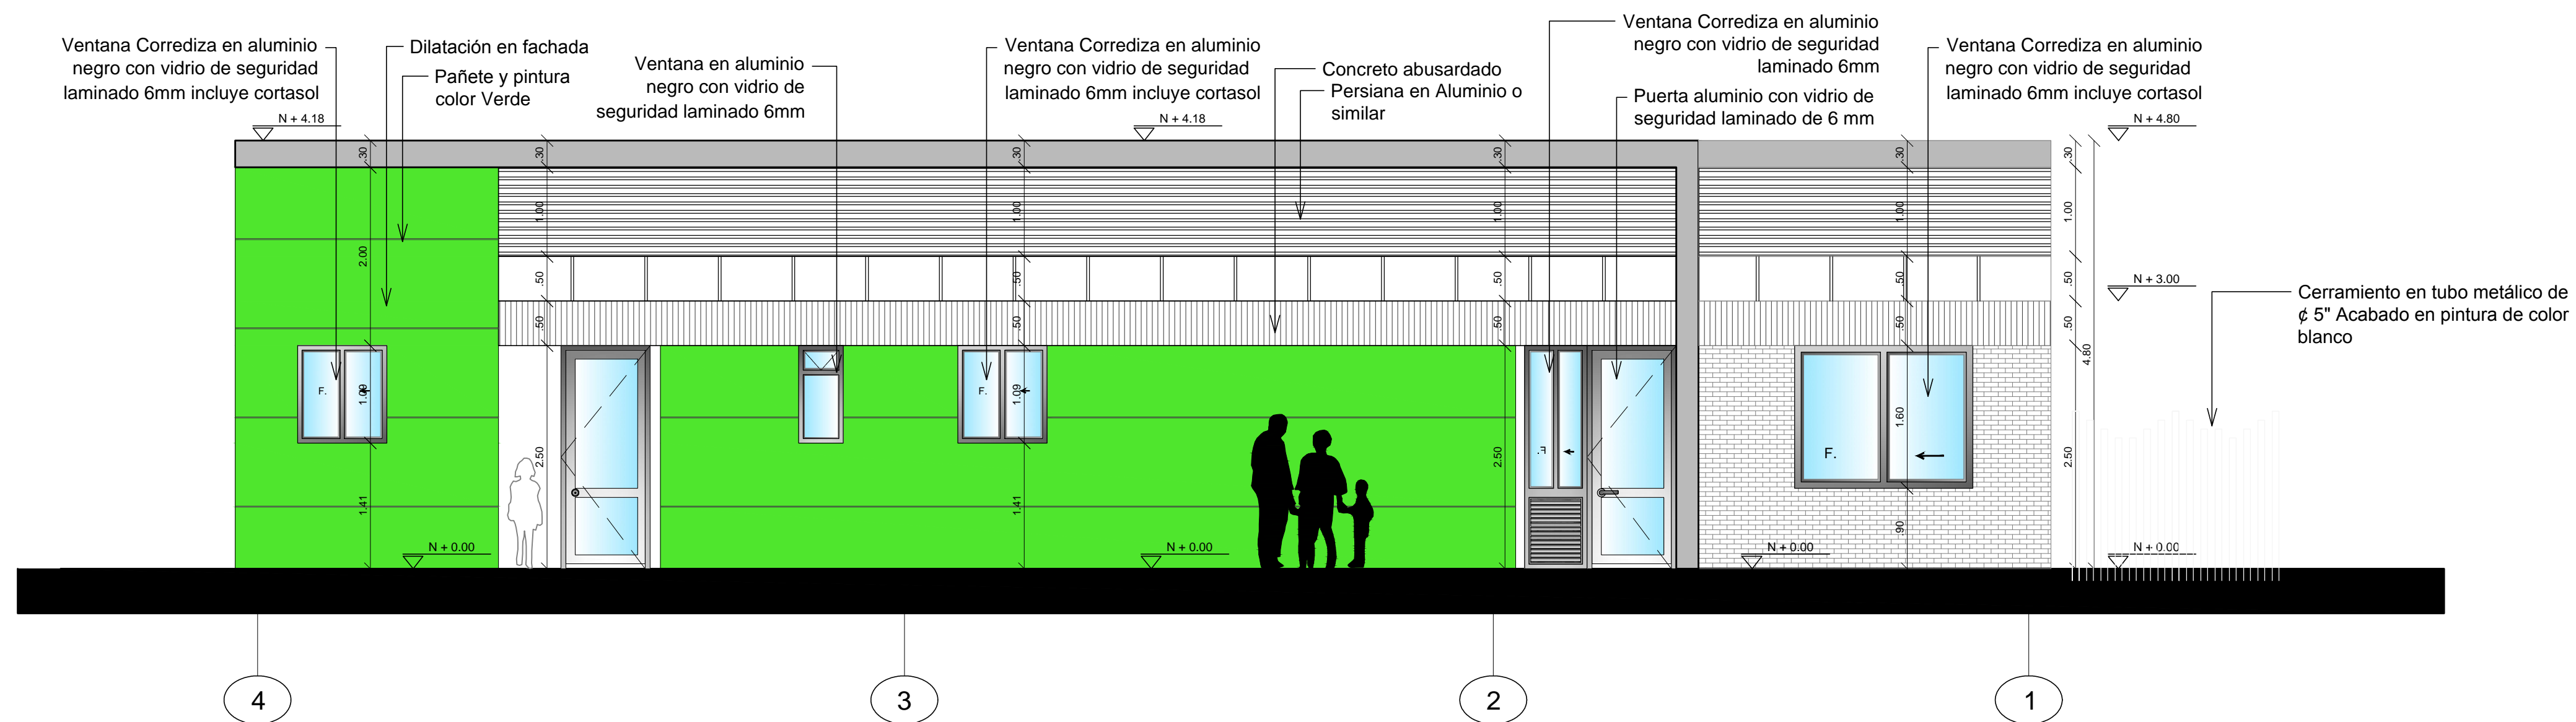 Ventana Corrediza en aluminio
negro con vidrio de seguridad
laminado 6mm incluye cortasol
Dilatación en fachada
Pañete y pintura
color Verde
Ventana en aluminio
negro con vidrio de
seguridad laminado 6mm
Ventana Corrediza en aluminio
negro con vidrio de seguridad
laminado 6mm incluye cortasol
Concreto abusardado
Persiana en Aluminio o
similar
Ventana Corrediza en aluminio
negro con vidrio de seguridad
laminado 6mm
Puerta aluminio con vidrio de
seguridad laminado de 6 mm
Ventana Corrediza en aluminio
negro con vidrio de seguridad
laminado 6mm incluye cortasol
N + 4.18
N + 4.18
N + 4.80
.30
.30
.30
.30
.30
.30
2.00
1.00
1.00
1.00
1.00
1.00
.50
.50
.50
.50
.50
N + 3.00
Cerramiento en tubo metálico de
¢ 5" Acabado en pintura de color
blanco
.50
.50
.50
.50
.50
4.80
F.
1.09
F.
1.09
F.
F.
1.60
1.41
2.50
1.41
2.50
.90
2.50
N + 0.00
N + 0.00
N + 0.00
N + 0.00
4
3
2
1